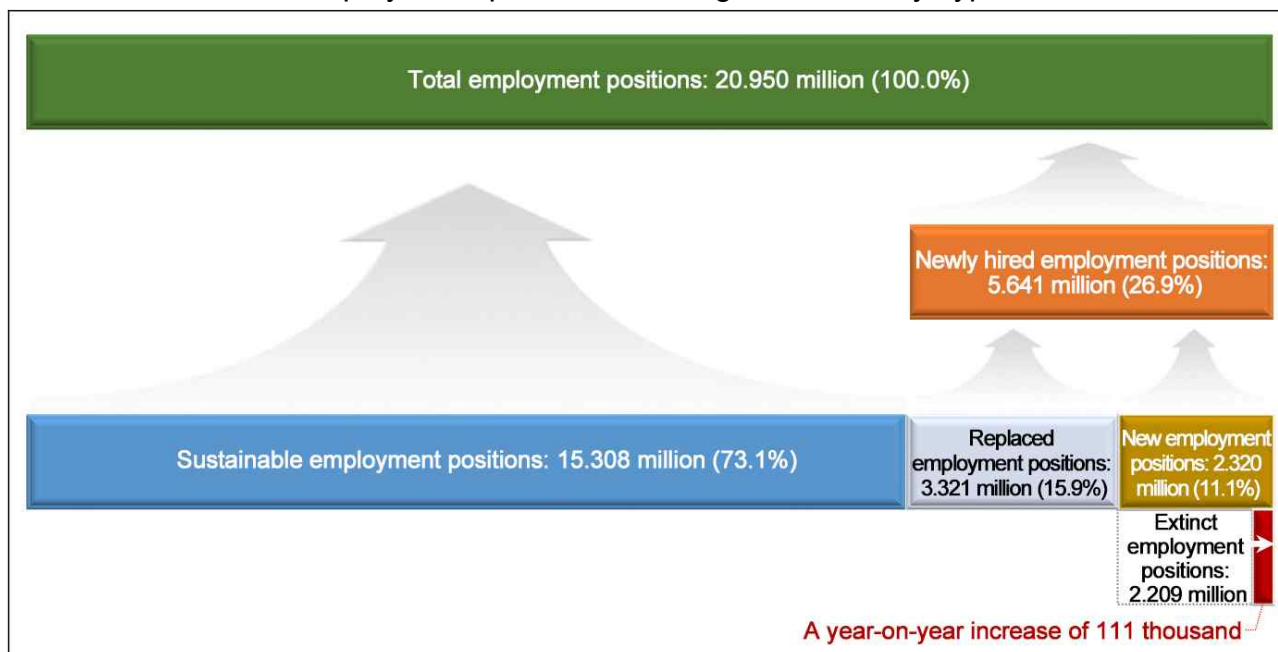 Total employment positions: 20.950 million (100.0%)
Newly hired employment positions:
5.641 million (26.9%)
Sustainable employment positions: 15.308 million (73.1%)
Replaced
employment positions:
3.321 million (15.9%)
New employment
positions: 2.320
million (11.1%)
Extinct
employment
positions:
2.209 million
A year-on-year increase of 111 thousand